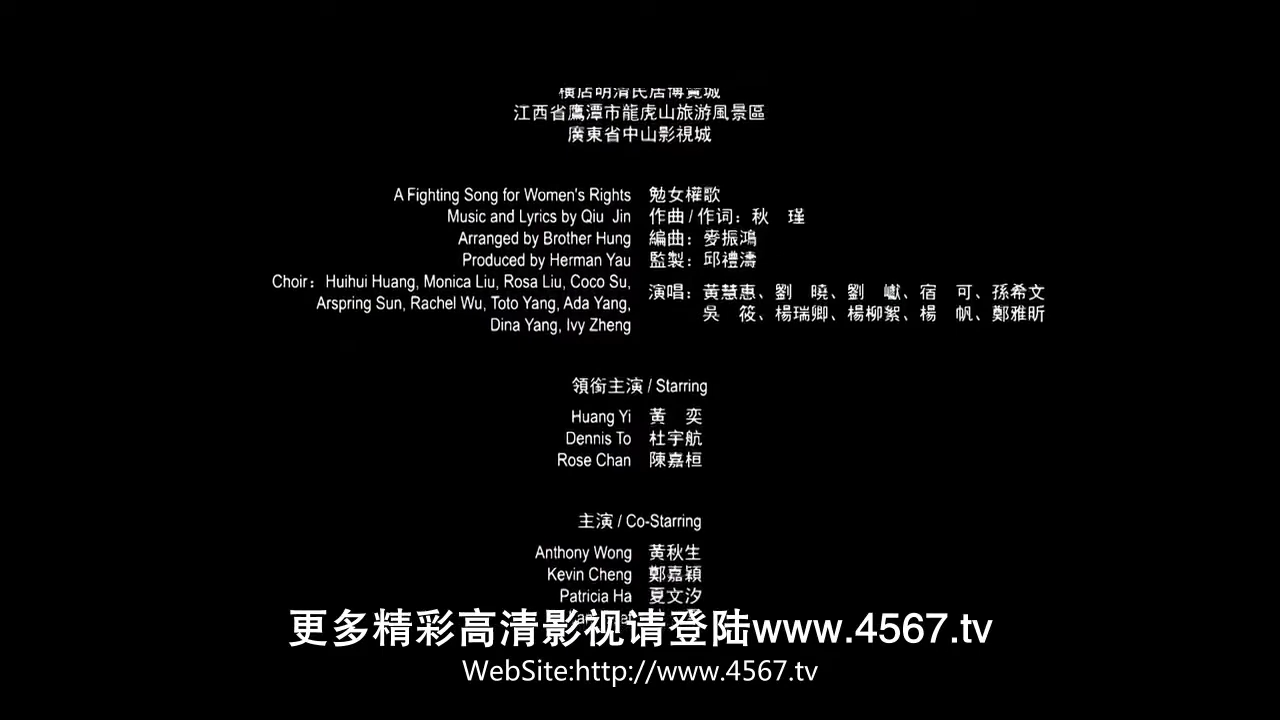 橫店明清民居博覽城
江西省鷹潭市龍虎山旅游風景區
廣東省中山影視城
A Fighting Song for Women's Rights 勉女權歌
Music and Lyrics by Qiu Jin 作曲 / 作词：秋 瑾
Arranged by Brother Hung 編曲：麥振鴻
Produced by Herman Yau 監製：邱禮濤
Choir：Huihui Huang, Monica Liu, Rosa Liu, Coco Su,
Arspring Sun, Rachel Wu, Toto Yang, Ada Yang,
Dina Yang, Ivy Zheng
演唱：黃慧惠、劉 曉、劉 巘、宿 可、孫希文
吳 筱、楊瑞卿、楊柳絮、楊 帆、鄭雅昕
領銜主演 / Starring
Huang Yi 黃 奕
Dennis To 杜宇航
Rose Chan 陳嘉桓
主演 / Co-Starring
Anthony Wong 黃秋生
Kevin Cheng 鄭嘉穎
Patricia Ha 夏文汐
更多精彩高清影视请登陆www.4567.tv
WebSite:http://www.4567.tv